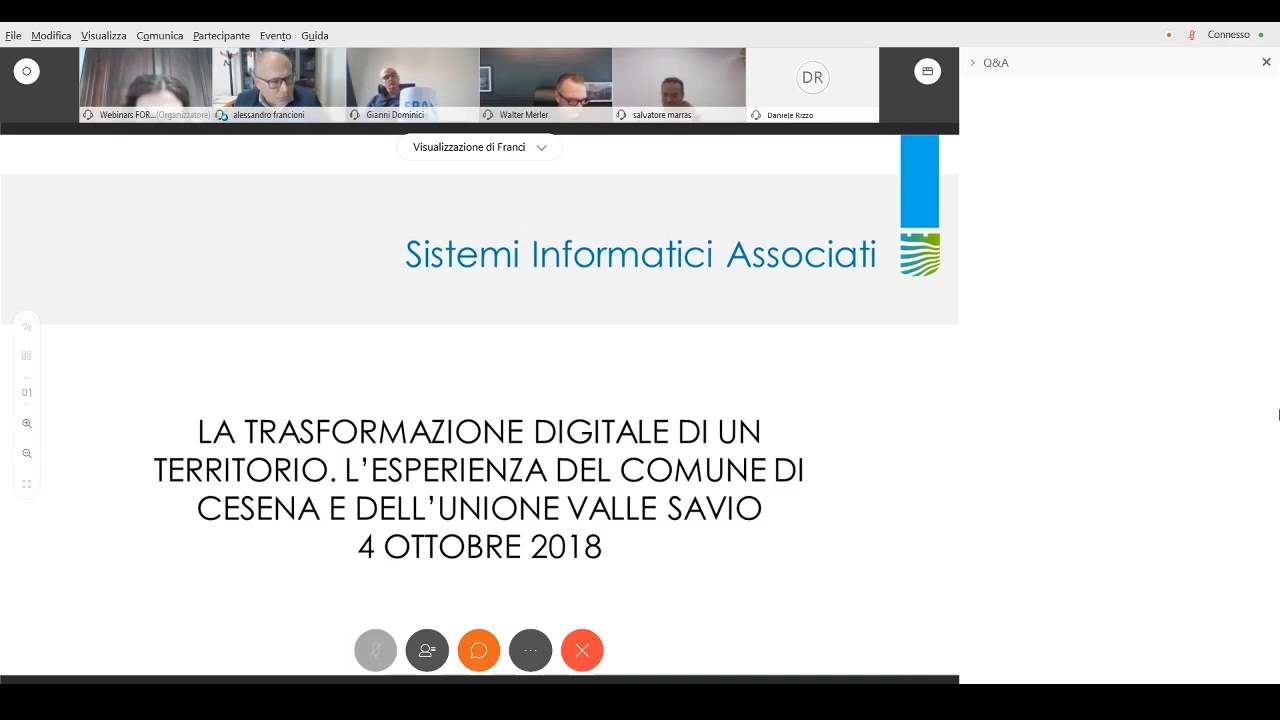 File Modifica Visualizza Comunica Partecipante Evento Guida
Connesso
Q&A
Webinars FOR... (Organizzatore)
alessandro francioni
Gianni Dominici
Walter Merler
salvatore marras
DR
Daniele Rizzo
Visualizzazione di Franci
Sistemi Informatici Associati
01
LA TRASFORMAZIONE DIGITALE DI UN
TERRITORIO. L’ESPERIENZA DEL COMUNE DI
CESENA E DELL’UNIONE VALLE SAVIO
4 OTTOBRE 2018